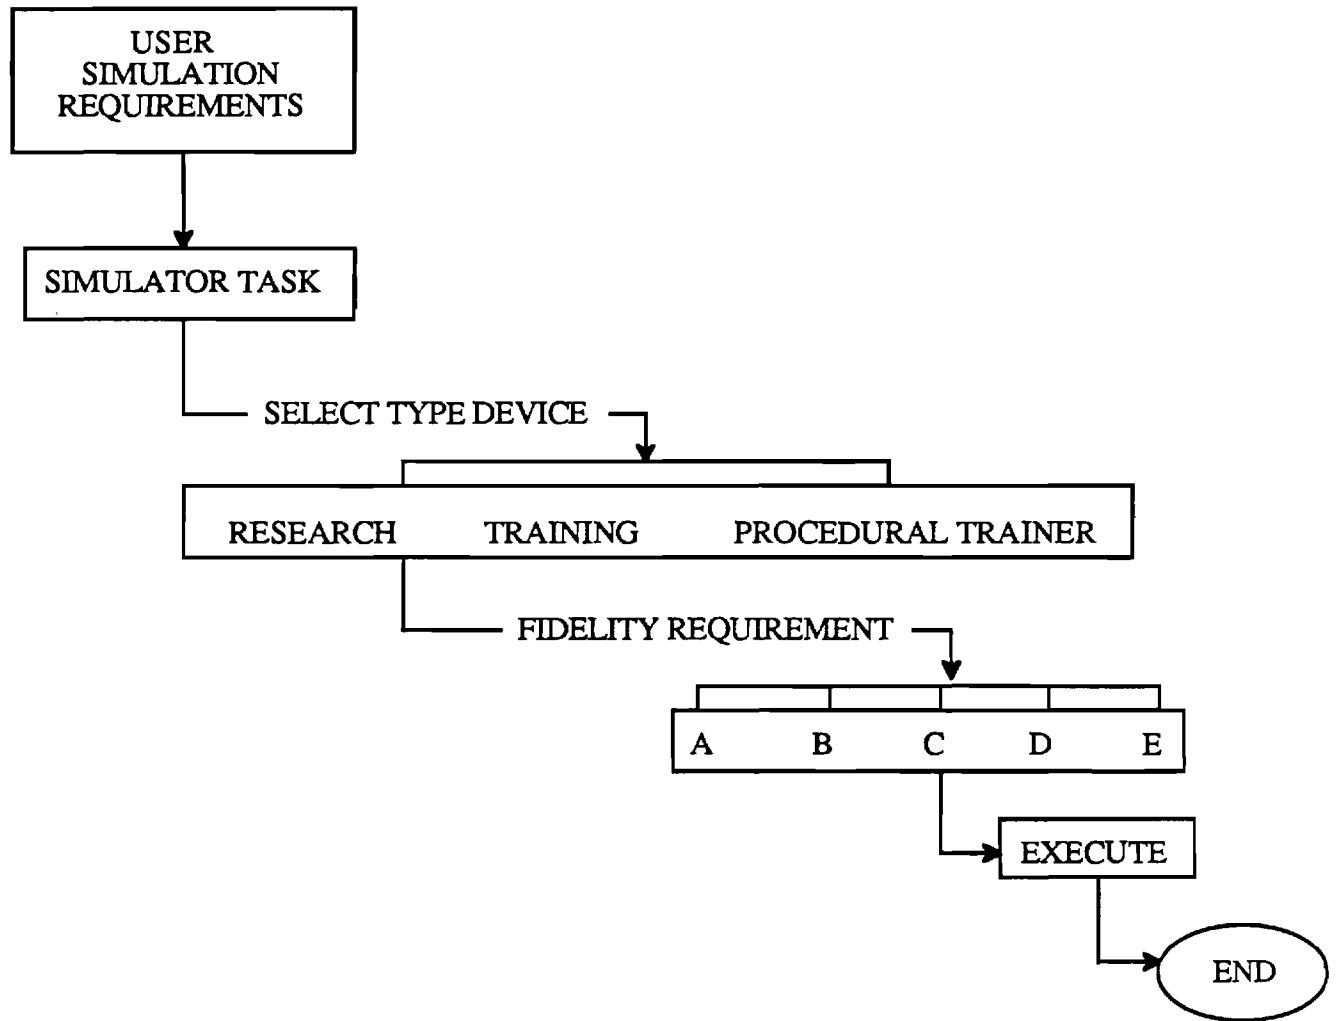 USER
SIMULATION
REQUIREMENTS
SIMULATOR TASK
SELECT TYPE DEVICE
RESEARCH TRAINING PROCEDURAL TRAINER
FIDELITY REQUIREMENT
A B C D E
EXECUTE
END